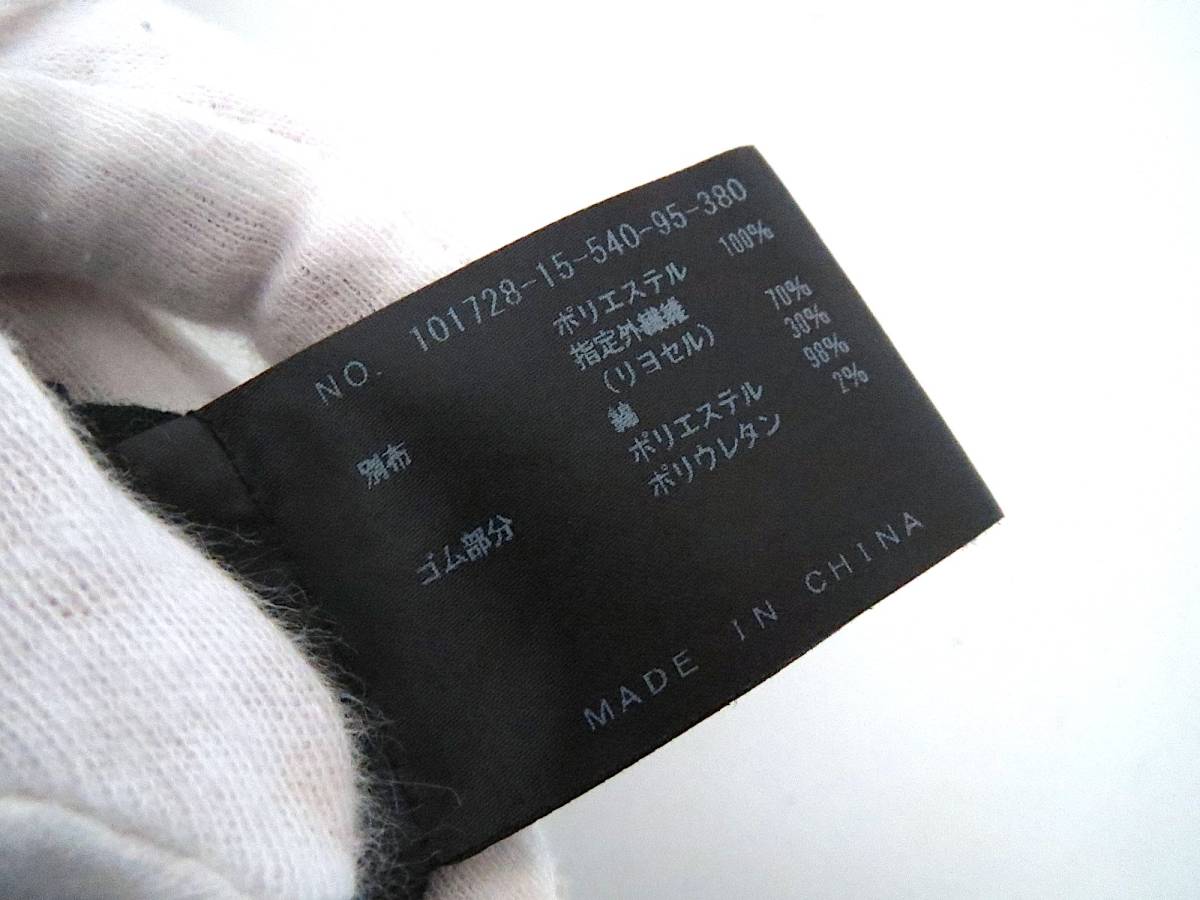 NO. 101728-15-540-95-380
ポリエステル 100%
別布 指定外繊維
(リヨセル) 70%
綿 30%
ゴム部分 ポリエステル 98%
ポリウレタン 2%
MADE IN CHINA